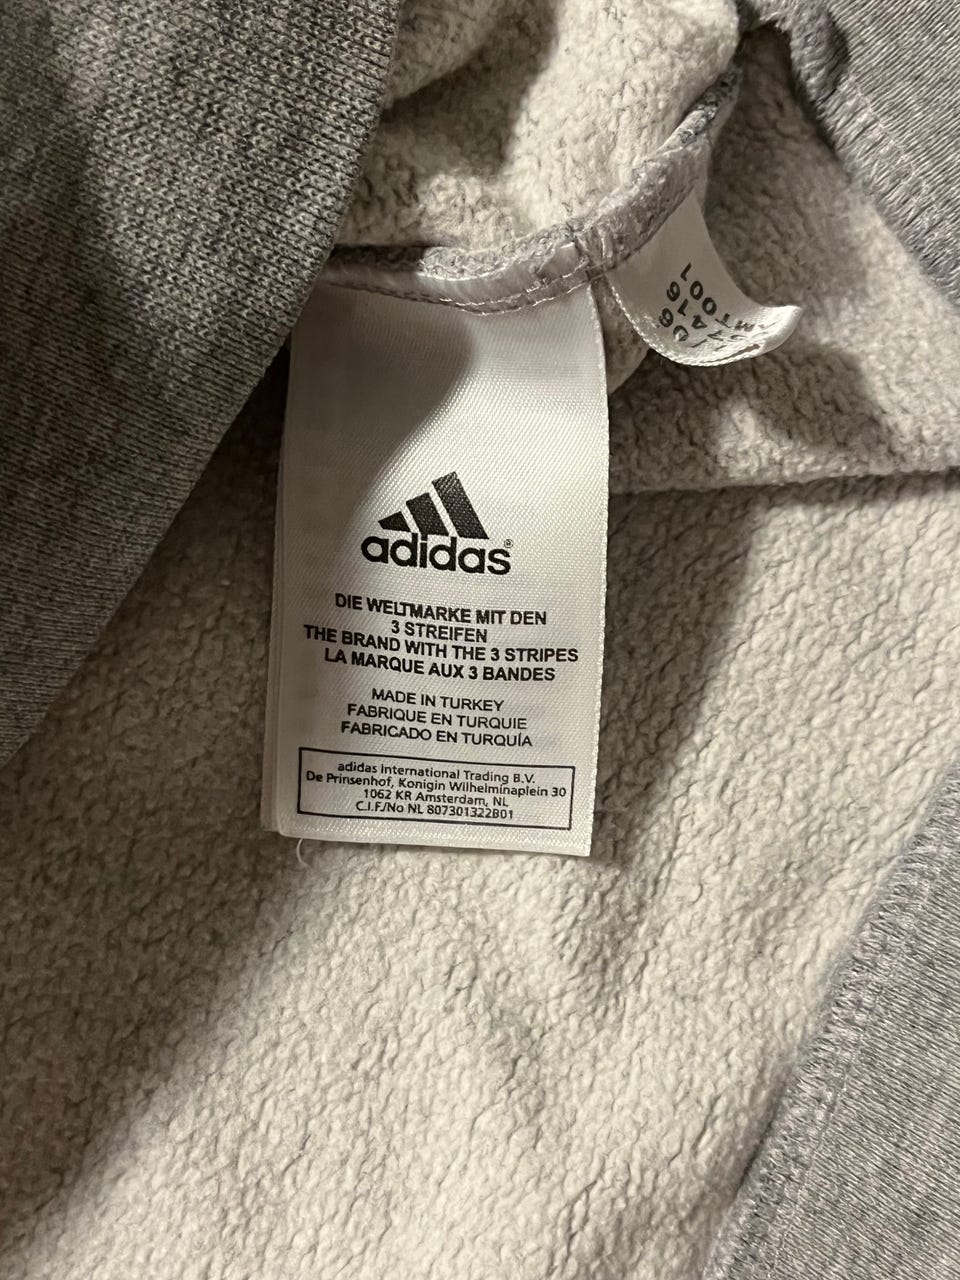 adidas®
DIE WELTMARKE MIT DEN
3 STREIFEN
THE BRAND WITH THE 3 STRIPES
LA MARQUE AUX 3 BANDES
MADE IN TURKEY
FABRIQUE EN TURQUIE
FABRICADO EN TURQUÍA
adidas International Trading B.V.
De Prinsenhof, Konigin Wilhelminaplein 30
1062 KR Amsterdam, NL
C.I.F./No NL 807301322B01